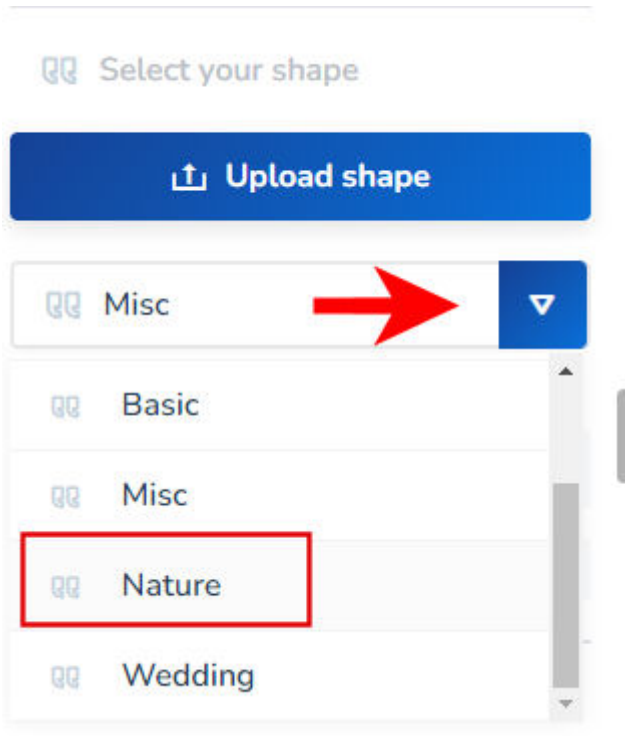 Select your shape
Upload shape
Misc
Basic
Misc
Nature
Wedding